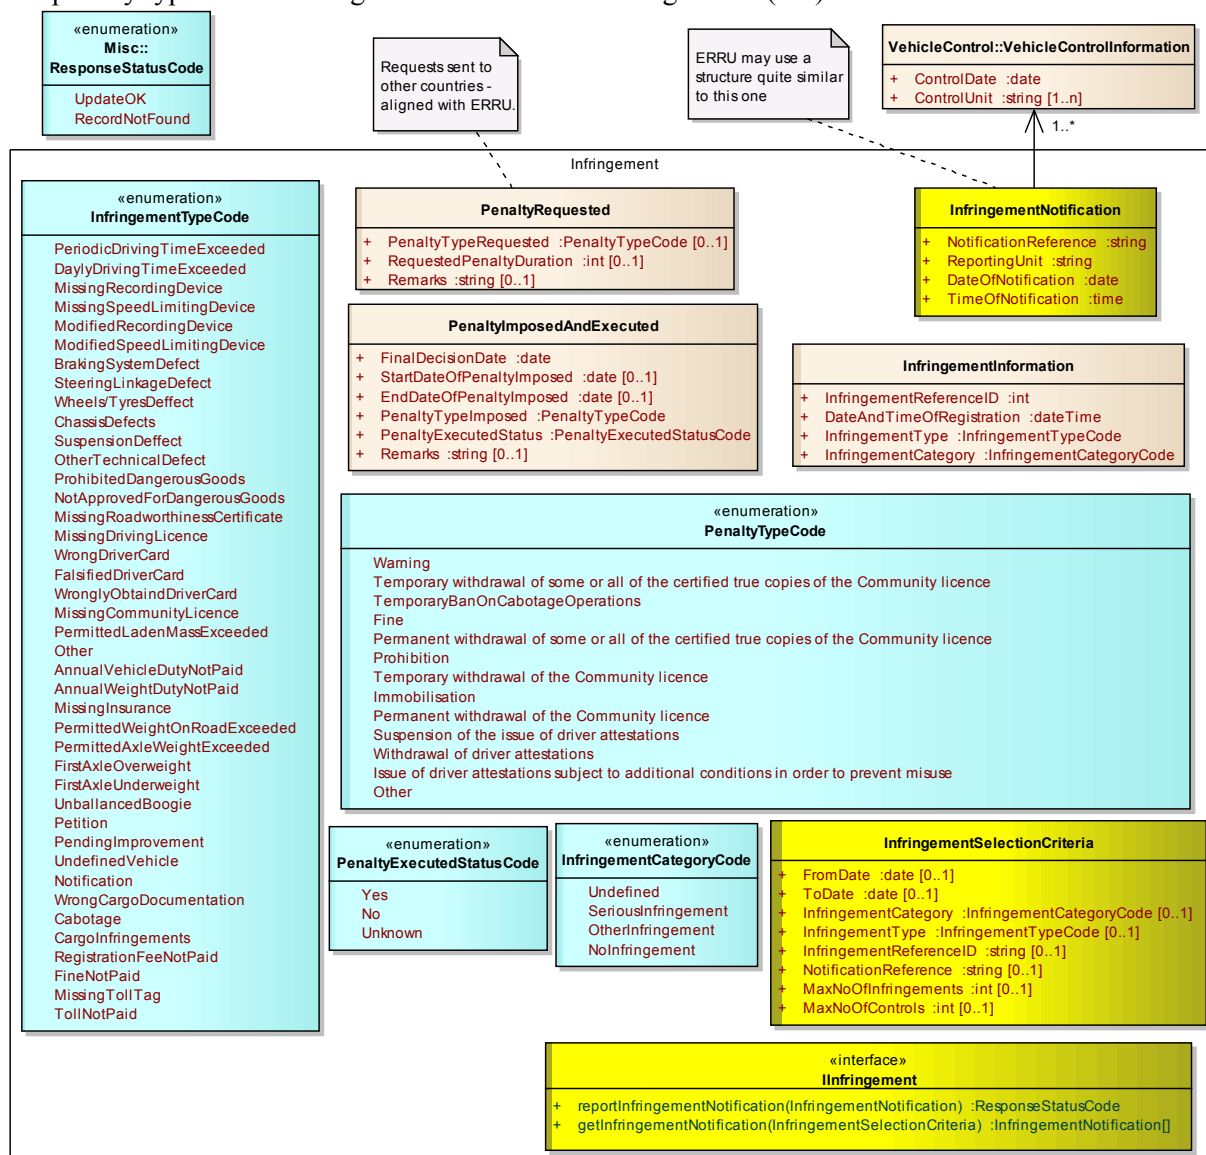 «enumeration»
Misc::
ResponseStatusCode
UpdateOK
RecordNotFound
Requests sent to
other countries -
aligned with ERRU.
ERRU may use a
structure quite similar
to this one
VehicleControl::VehicleControlInformation
+ ControlDate :date
+ ControlUnit :string [1..n]
1..*
Infringement
«enumeration»
InfringementTypeCode
PeriodicDrivingTimeExceeded
DaylyDrivingTimeExceeded
MissingRecordingDevice
MissingSpeedLimitingDevice
ModifiedRecordingDevice
ModifiedSpeedLimitingDevice
BrakingSystemDefect
SteeringLinkageDefect
Wheels/TyresDeffect
ChassisDefects
SuspensionDeffect
OtherTechnicalDefect
ProhibitedDangerousGoods
NotApprovedForDangerousGoods
MissingRoadworthinessCertificate
MissingDrivingLicence
WrongDriverCard
FalsifiedDriverCard
WronglyObtaindDriverCard
MissingCommunityLicence
PermittedLadenMassExceeded
Other
AnnualVehicleDutyNotPaid
AnnualWeightDutyNotPaid
MissingInsurance
PermittedWeightOnRoadExceeded
PermittedAxleWeightExceeded
FirstAxleOverweight
FirstAxleUnderweight
UnballancedBoogie
Petition
PendingImprovement
UndefinedVehicle
Notification
WrongCargoDocumentation
Cabotage
CargoInfringements
RegistrationFeeNotPaid
FineNotPaid
MissingTollTag
TollNotPaid
PenaltyRequested
+ PenaltyTypeRequested :PenaltyTypeCode [0..1]
+ RequestedPenaltyDuration :int [0..1]
+ Remarks :string [0..1]
InfringementNotification
+ NotificationReference :string
+ ReportingUnit :string
+ DateOfNotification :date
+ TimeOfNotification :time
PenaltyImposedAndExecuted
+ FinalDecisionDate :date
+ StartDateOfPenaltyImposed :date [0..1]
+ EndDateOfPenaltyImposed :date [0..1]
+ PenaltyTypeImposed :PenaltyTypeCode
+ PenaltyExecutedStatus :PenaltyExecutedStatusCode
+ Remarks :string [0..1]
InfringementInformation
+ InfringementReferenceID :int
+ DateAndTimeOfRegistration :dateTime
+ InfringementType :InfringementTypeCode
+ InfringementCategory :InfringementCategoryCode
«enumeration»
PenaltyTypeCode
Warning
Temporary withdrawal of some or all of the certified true copies of the Community licence
TemporaryBanOnCabotageOperations
Fine
Permanent withdrawal of some or all of the certified true copies of the Community licence
Prohibition
Temporary withdrawal of the Community licence
Immobilisation
Permanent withdrawal of the Community licence
Suspension of the issue of driver attestations
Withdrawal of driver attestations
Issue of driver attestations subject to additional conditions in order to prevent misuse
Other
«enumeration»
PenaltyExecutedStatusCode
Yes
No
Unknown
«enumeration»
InfringementCategoryCode
Undefined
SeriousInfringement
OtherInfringement
NoInfringement
InfringementSelectionCriteria
+ FromDate :date [0..1]
+ ToDate :date [0..1]
+ InfringementCategory :InfringementCategoryCode [0..1]
+ InfringementType :InfringementTypeCode [0..1]
+ InfringementReferenceID :string [0..1]
+ NotificationReference :string [0..1]
+ MaxNoOfInfringements :int [0..1]
+ MaxNoOfControls :int [0..1]
«interface»
IInfringement
+ reportInfringementNotification(InfringementNotification) :ResponseStatusCode
+ getInfringementNotification(InfringementSelectionCriteria) :InfringementNotification[]